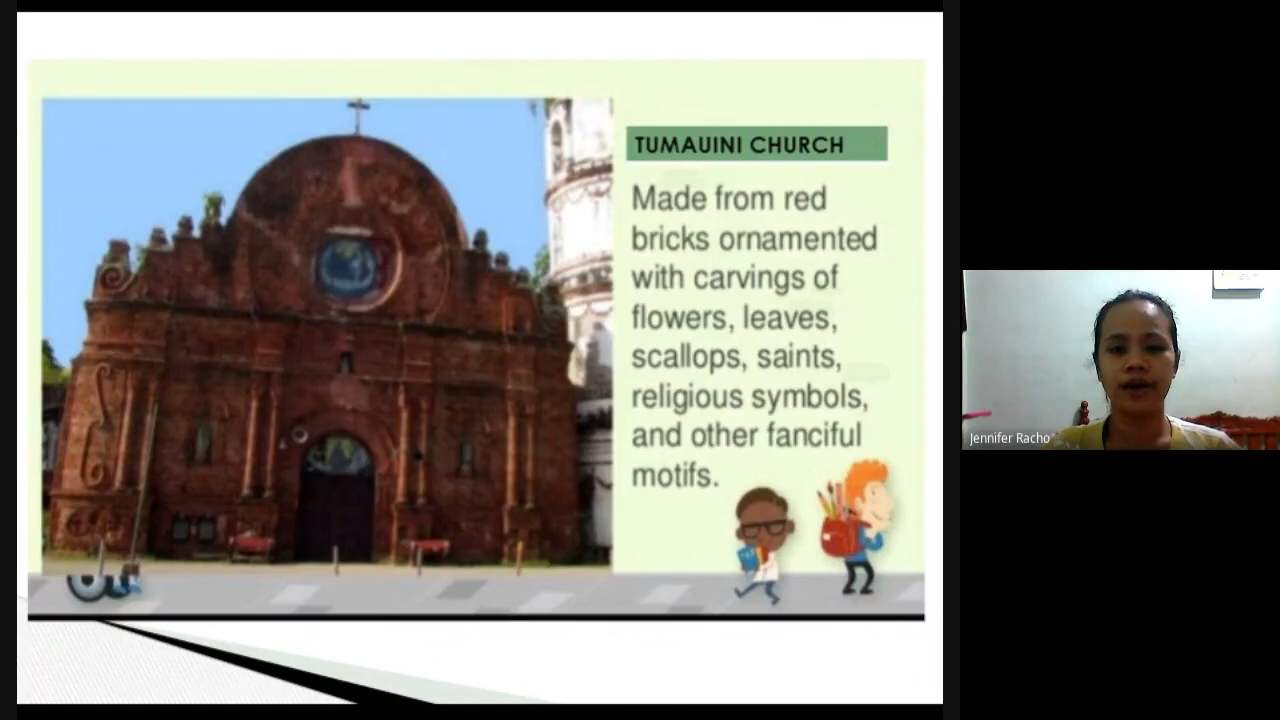 TUMAUINI CHURCH
Made from red
bricks ornamented
with carvings of
flowers, leaves,
scallops, saints,
religious symbols,
and other fanciful
motifs.
Jennifer Racho